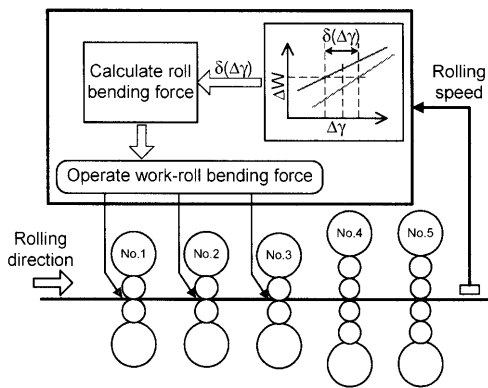 δ(Δγ)
Calculate roll
bending force
δ(Δγ)
ΔW
Δγ
Rolling
speed
Operate work-roll bending force
Rolling
direction
No.1
No.2
No.3
No.4
No.5